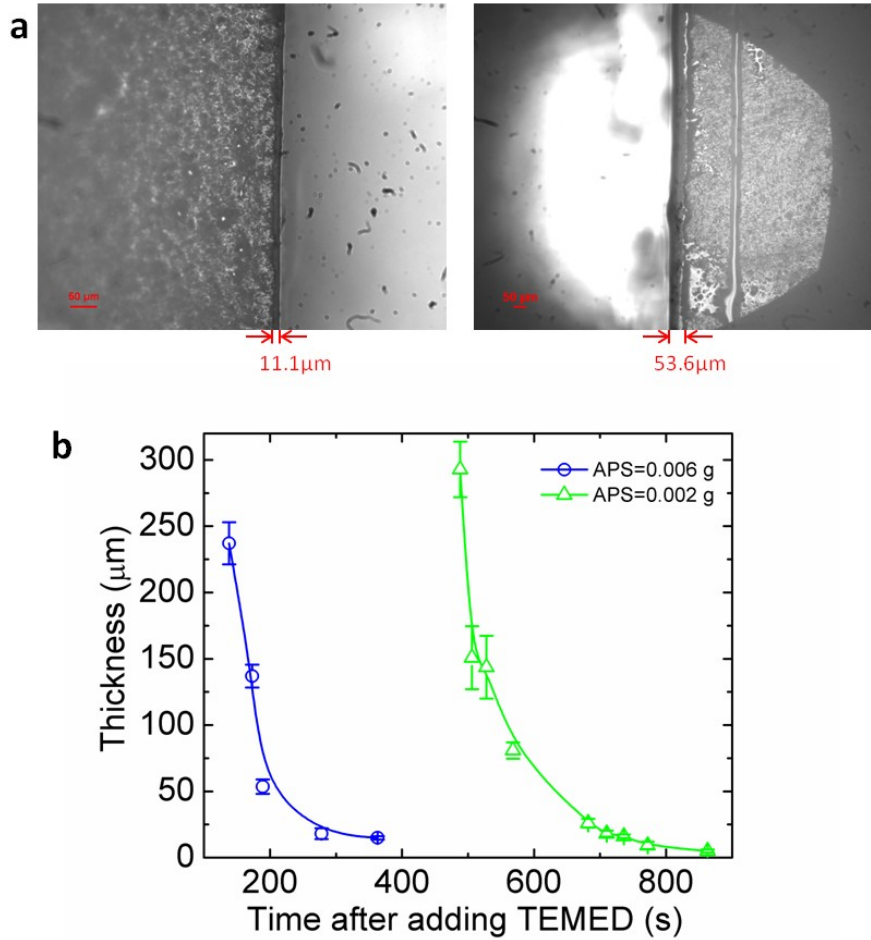 a
50 µm
50 µm
11.1µm
53.6µm
b
300
250
200
150
100
50
0
Thickness (µm)
APS=0.006 g
APS=0.002 g
200
400
600
800
Time after adding TEMED (s)